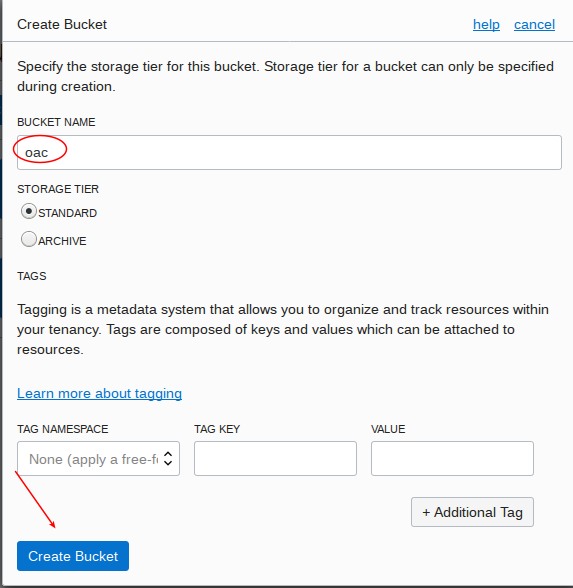 Create Bucket help cancel
Specify the storage tier for this bucket. Storage tier for a bucket can only be specified
during creation.
BUCKET NAME
oac
STORAGE TIER
STANDARD
ARCHIVE
TAGS
Tagging is a metadata system that allows you to organize and track resources within
your tenancy. Tags are composed of keys and values which can be attached to
resources.
Learn more about tagging
TAG NAMESPACE TAG KEY VALUE
None (apply a free-f
+ Additional Tag
Create Bucket